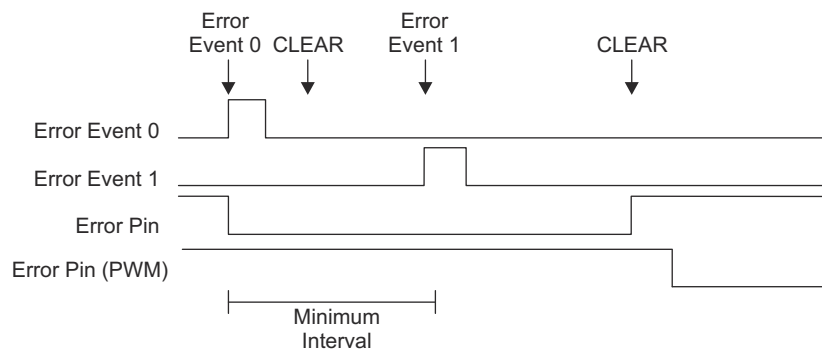 Error
Event 0
CLEAR
Error
Event 1
CLEAR
Error Event 0
Error Event 1
Error Pin
Error Pin (PWM)
Minimum
Interval